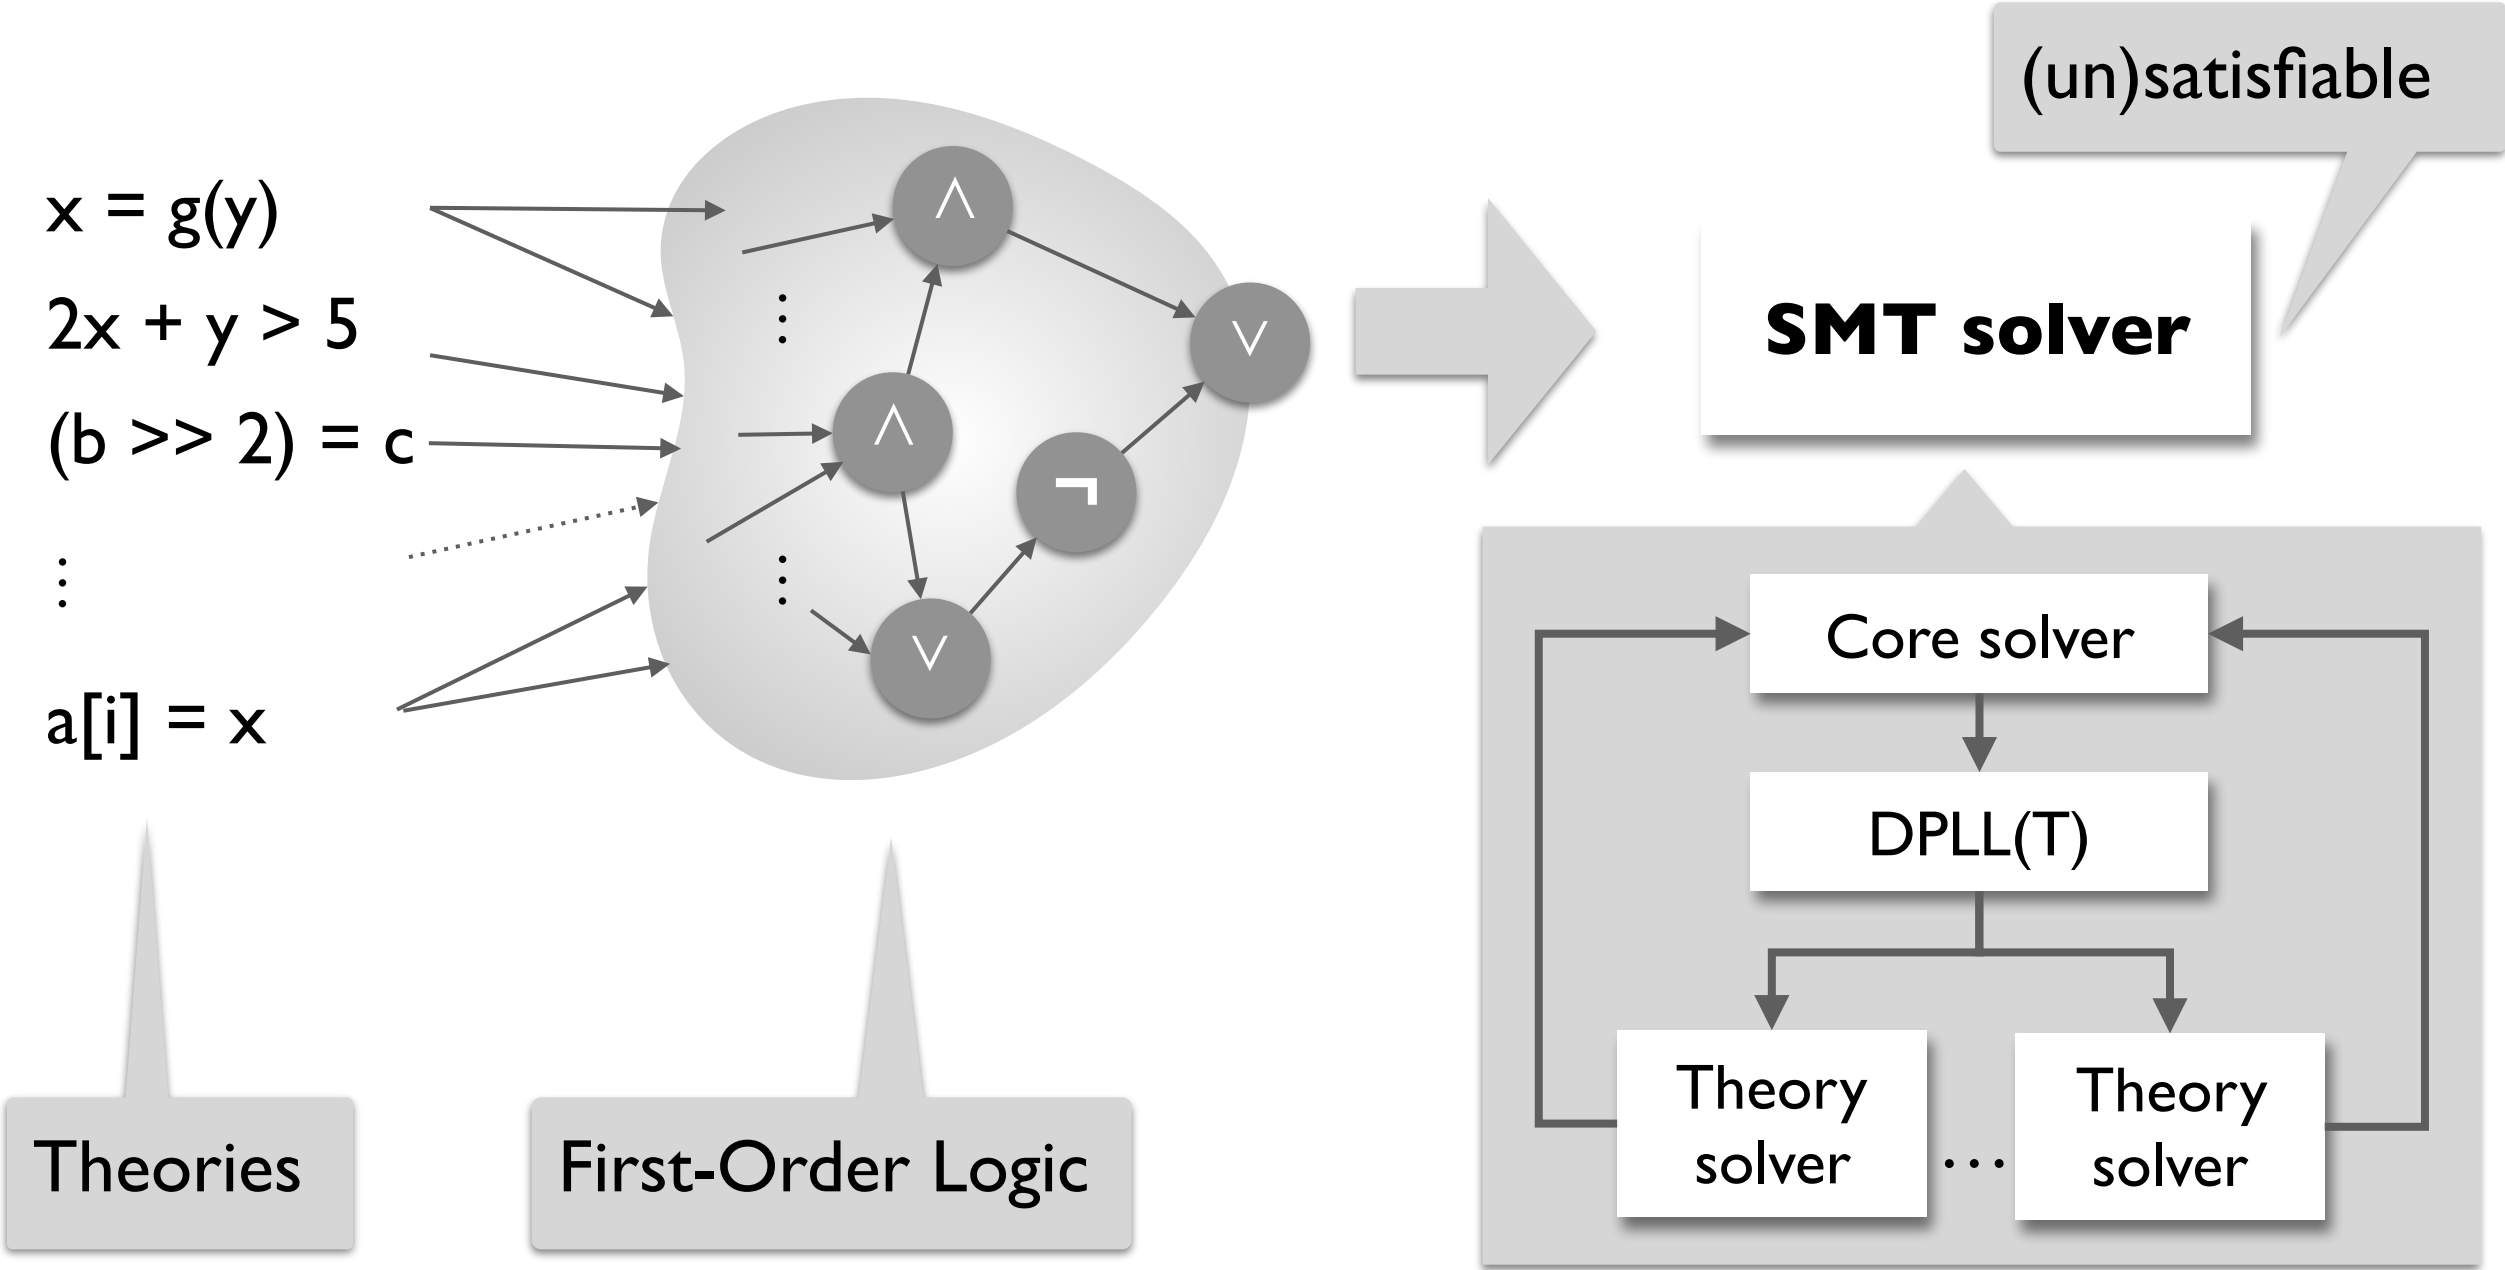 (un)satisfiable
x = g(y)
2x + y > 5
(b >> 2) = c
⋮
a[i] = x
∧
⋮
∧
∨
¬
⋮
∨
SMT solver
Core solver
DPLL(T)
Theory
solver
…
Theory
solver
Theories
First-Order Logic